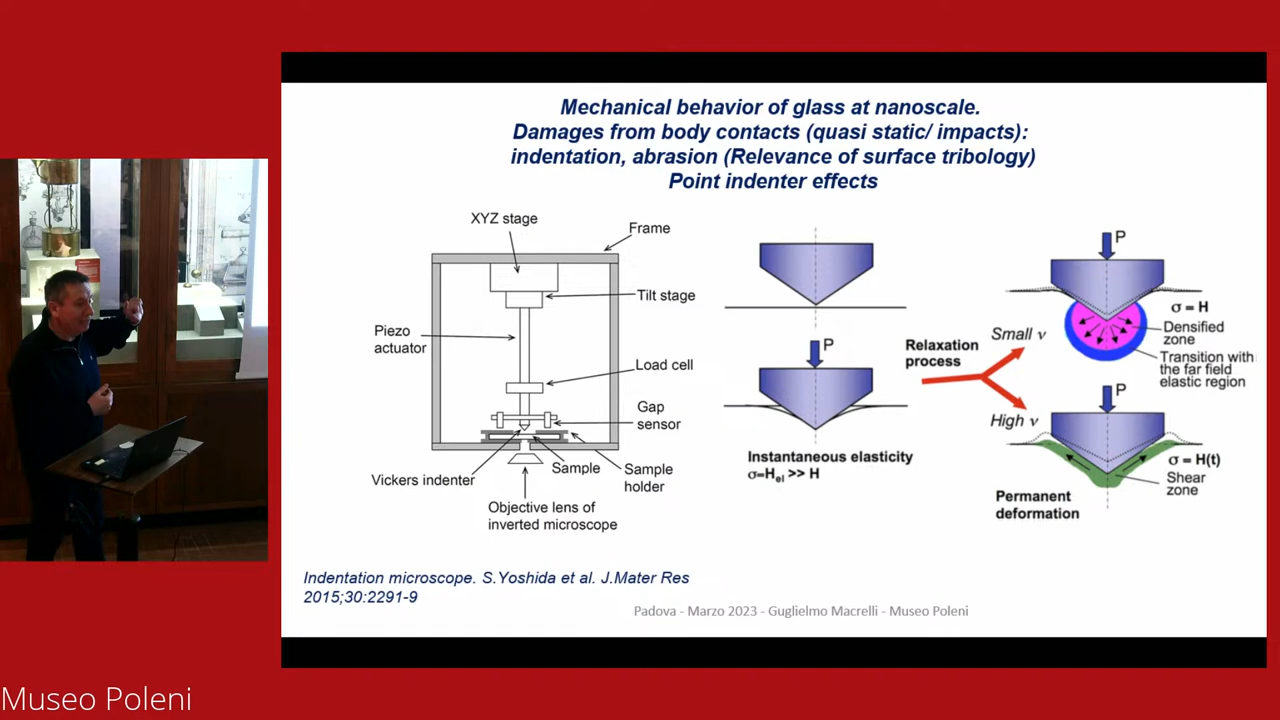 Mechanical behavior of glass at nanoscale.
Damages from body contacts (quasi static/ impacts):
indentation, abrasion (Relevance of surface tribology)
Point indenter effects
XYZ stage
Frame
Tilt stage
Piezo
actuator
Load cell
Gap
sensor
Vickers indenter
Sample
Sample
holder
Objective lens of
inverted microscope
P
Instantaneous elasticity
σ=Hel >> H
Relaxation
process
Small ν
High ν
P
σ = H
Densified
zone
Transition with
the far field
elastic region
P
σ = H(t)
Shear
zone
Permanent
deformation
Indentation microscope. S.Yoshida et al. J.Mater Res
2015;30:2291-9
Padova - Marzo 2023 - Guglielmo Macrelli - Museo Poleni
Museo Poleni